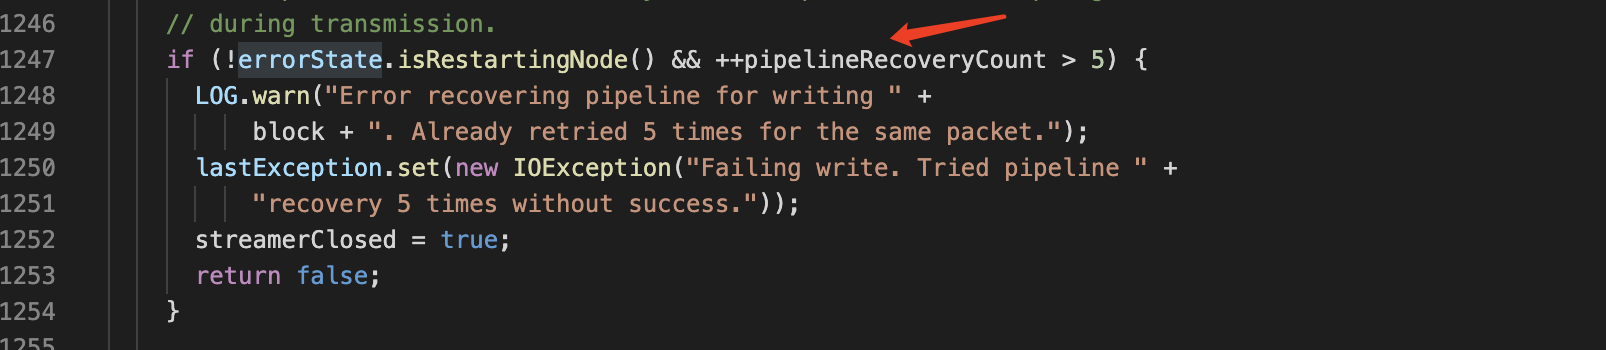 1246 // during transmission.
1247 if (!errorState.isRestartingNode() && ++pipelineRecoveryCount > 5) {
1248 LOG.warn("Error recovering pipeline for writing " +
1249 block + ". Already retried 5 times for the same packet.");
1250 lastException.set(new IOException("Failing write. Tried pipeline " +
1251 "recovery 5 times without success."));
1252 streamerClosed = true;
1253 return false;
1254 }
1255